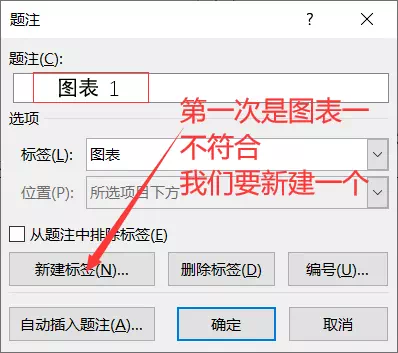 题注
题注(C):
图表 1
选项
第一次是图表一
不符合
我们要新建一个
标签(L):
图表
位置(P):
所选项目下方
从题注中排除标签(E)
新建标签(N)...
删除标签(D)
编号(U)...
自动插入题注(A)...
确定
取消